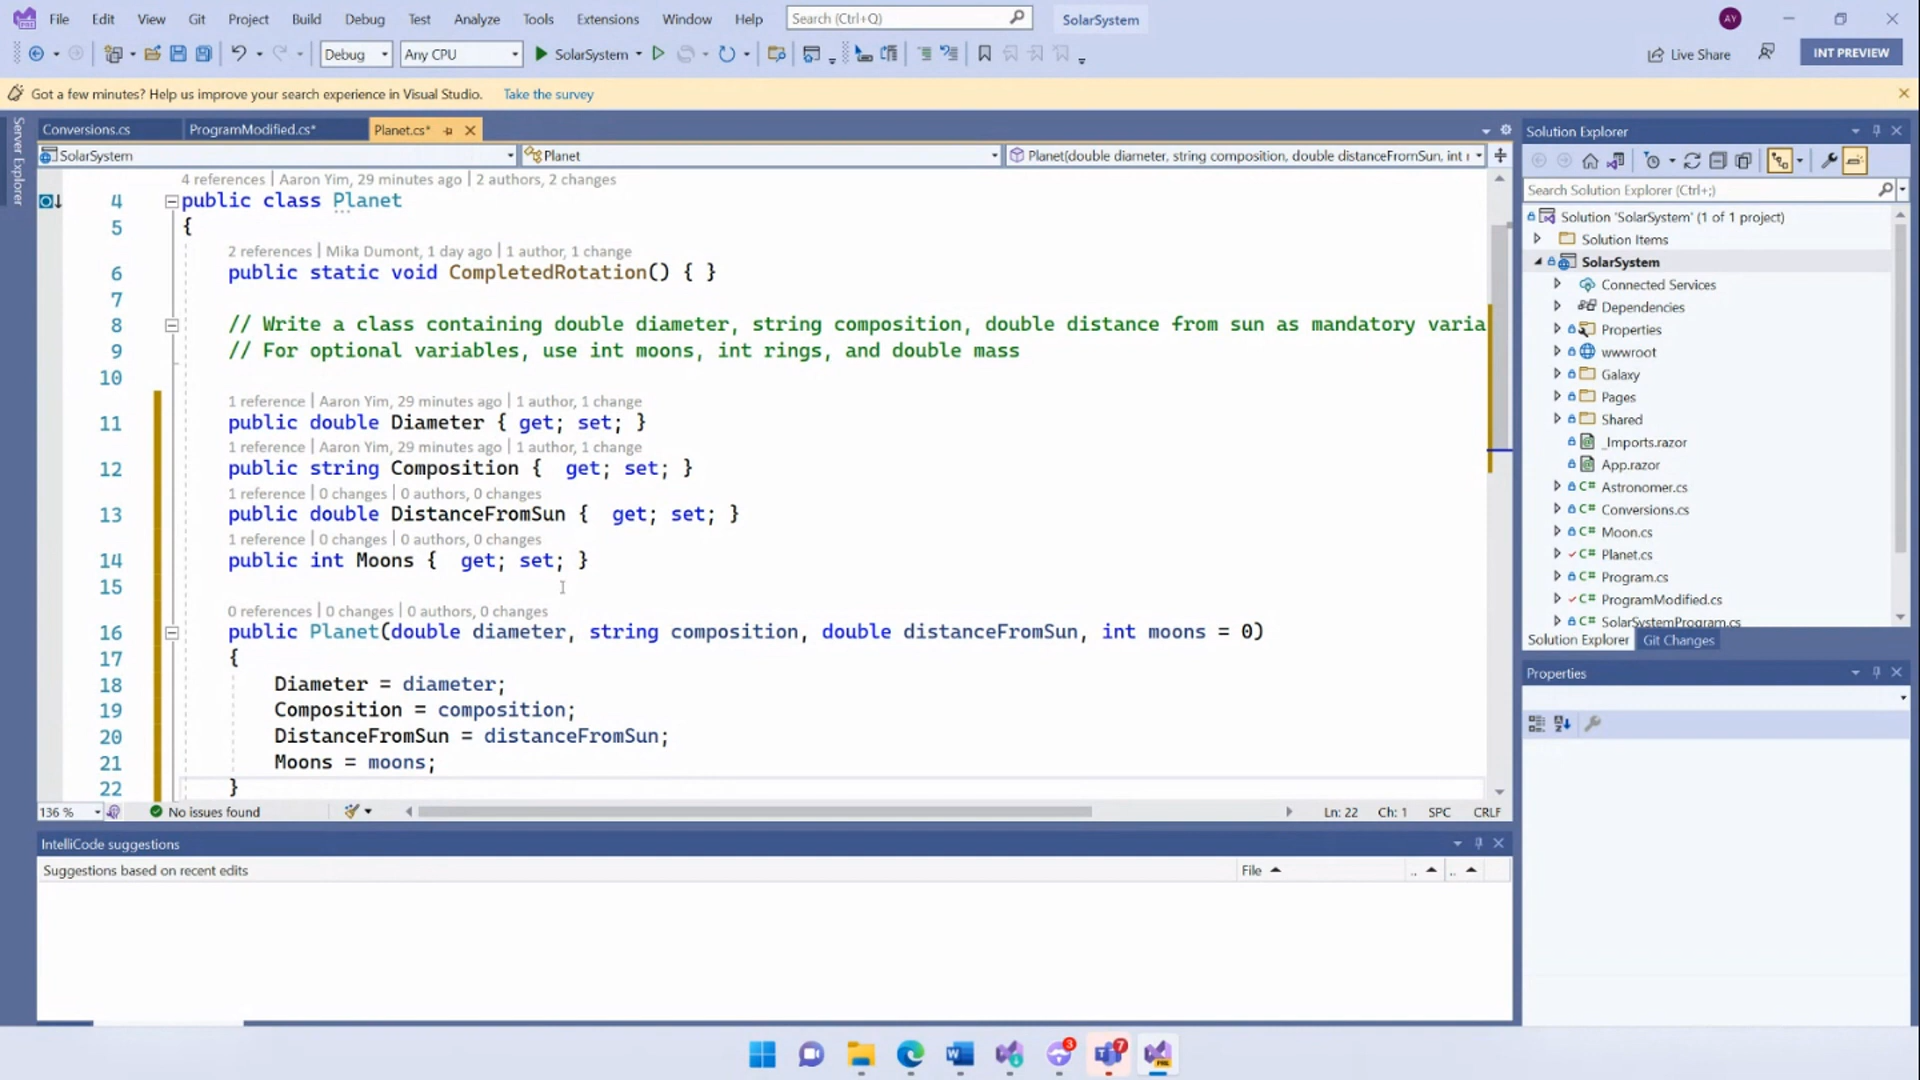 File Edit View Git Project Build Debug Test Analyze Tools Extensions Window Help Search (Ctrl+Q) SolarSystem AY
Debug Any CPU SolarSystem Live Share INT PREVIEW
Got a few minutes? Help us improve your search experience in Visual Studio. Take the survey
Server Explorer
Conversions.cs ProgramModified.cs* Planet.cs*
SolarSystem Planet Planet(double diameter, string composition, double distanceFromSun, int
4 references | Aaron Yim, 29 minutes ago | 2 authors, 2 changes
4 public class Planet
5 {
2 references | Mika Dumont, 1 day ago | 1 author, 1 change
6 public static void CompletedRotation() { }
7
8 // Write a class containing double diameter, string composition, double distance from sun as mandatory varia
9 // For optional variables, use int moons, int rings, and double mass
10
1 reference | Aaron Yim, 29 minutes ago | 1 author, 1 change
11 public double Diameter { get; set; }
1 reference | Aaron Yim, 29 minutes ago | 1 author, 1 change
12 public string Composition {  get; set; }
1 reference | 0 changes | 0 authors, 0 changes
13 public double DistanceFromSun {  get; set; }
1 reference | 0 changes | 0 authors, 0 changes
14 public int Moons {  get; set; }
15
0 references | 0 changes | 0 authors, 0 changes
16 public Planet(double diameter, string composition, double distanceFromSun, int moons = 0)
17 {
18 Diameter = diameter;
19 Composition = composition;
20 DistanceFromSun = distanceFromSun;
21 Moons = moons;
22 }
136 % No issues found Ln: 22 Ch: 1 SPC CRLF
IntelliCode suggestions
Suggestions based on recent edits File .. ..
Solution Explorer
Search Solution Explorer (Ctrl+;)
Solution 'SolarSystem' (1 of 1 project)
Solution Items
SolarSystem
Connected Services
Dependencies
Properties
wwwroot
Galaxy
Pages
Shared
_Imports.razor
App.razor
C# Astronomer.cs
C# Conversions.cs
C# Moon.cs
C# Planet.cs
C# Program.cs
C# ProgramModified.cs
C# SolarSystemProgram.cs
Solution Explorer Git Changes
Properties
3 7